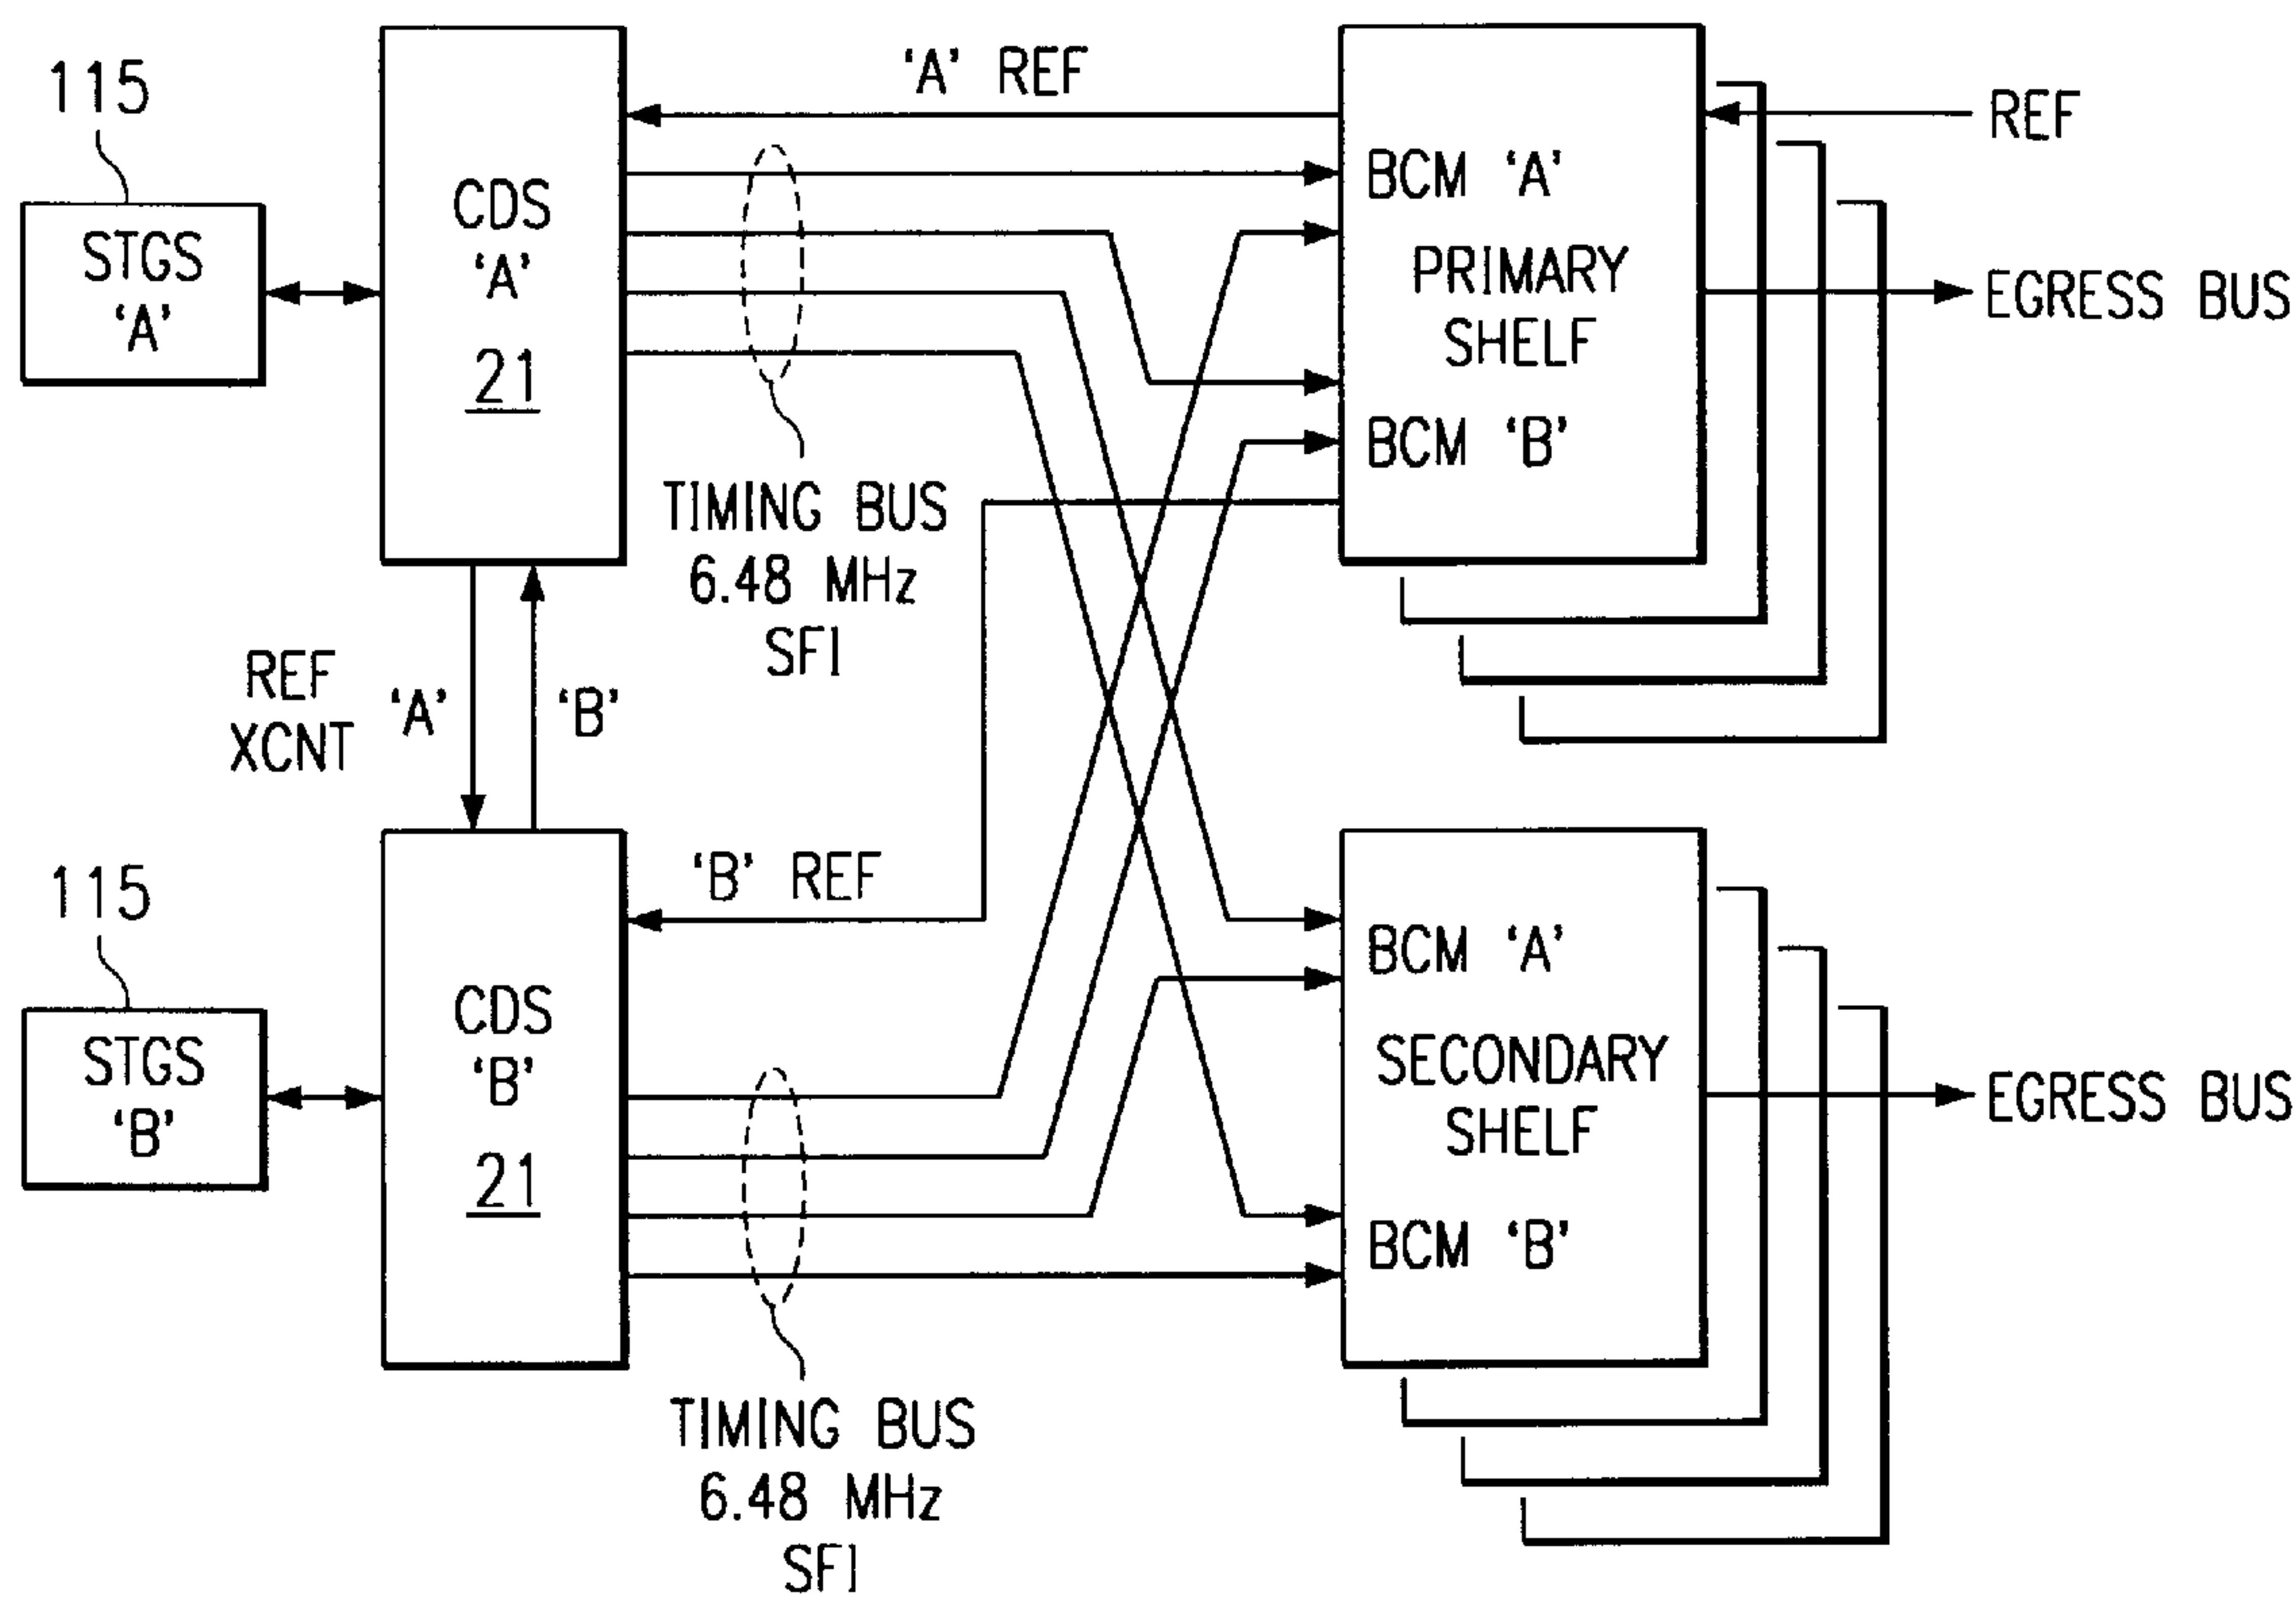 115
STGS
'A'
CDS
'A'
21
'A' REF
BCM 'A'
PRIMARY
SHELF
BCM 'B'
REF
EGRESS BUS
TIMING BUS
6.48 MHz
SFI
REF
XCNT
'A'
'B'
115
STGS
'B'
CDS
'B'
21
'B' REF
BCM 'A'
SECONDARY
SHELF
BCM 'B'
EGRESS BUS
TIMING BUS
6.48 MHz
SFI